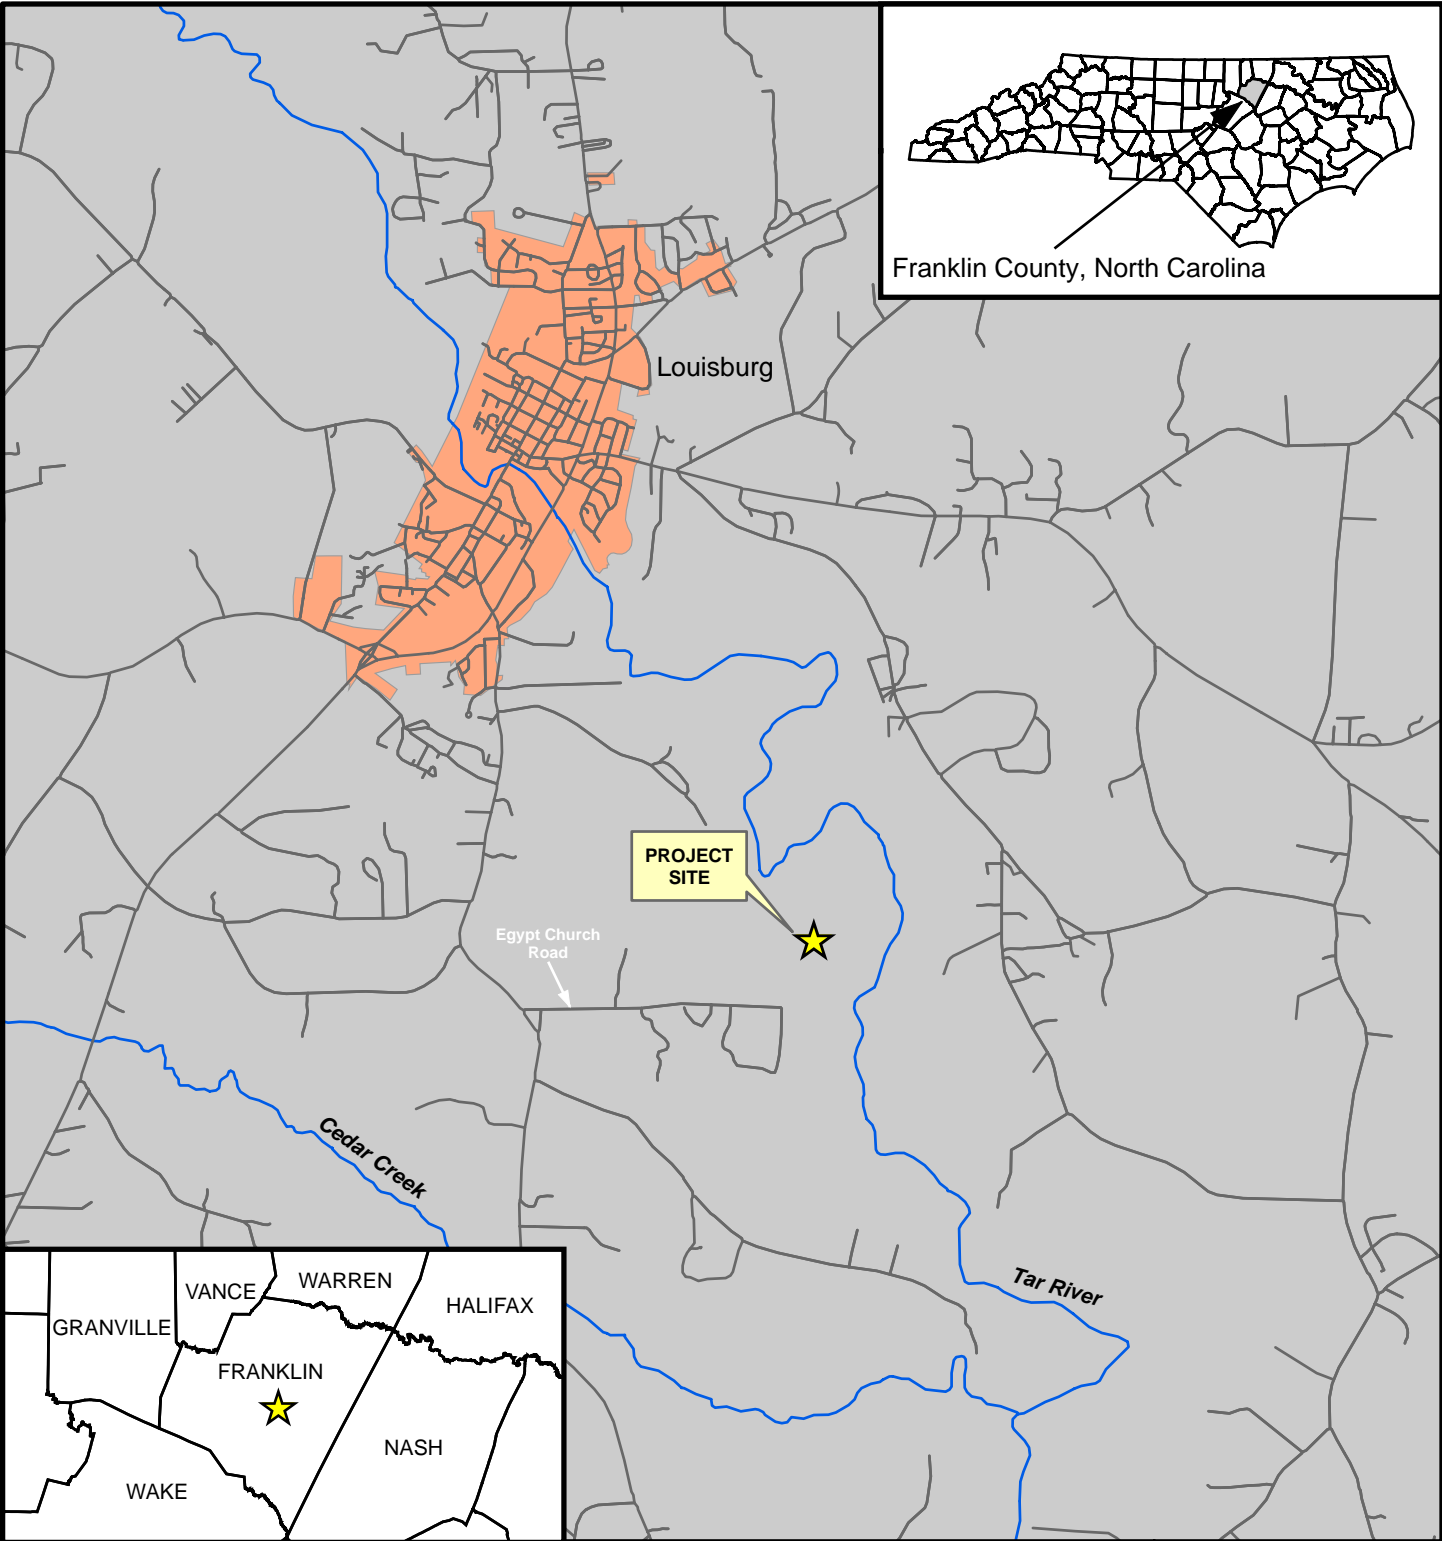 Franklin County, North Carolina
Louisburg
PROJECT
SITE
Egypt Church
Road
Cedar Creek
Tar River
VANCE
WARREN
HALIFAX
GRANVILLE
FRANKLIN
NASH
WAKE